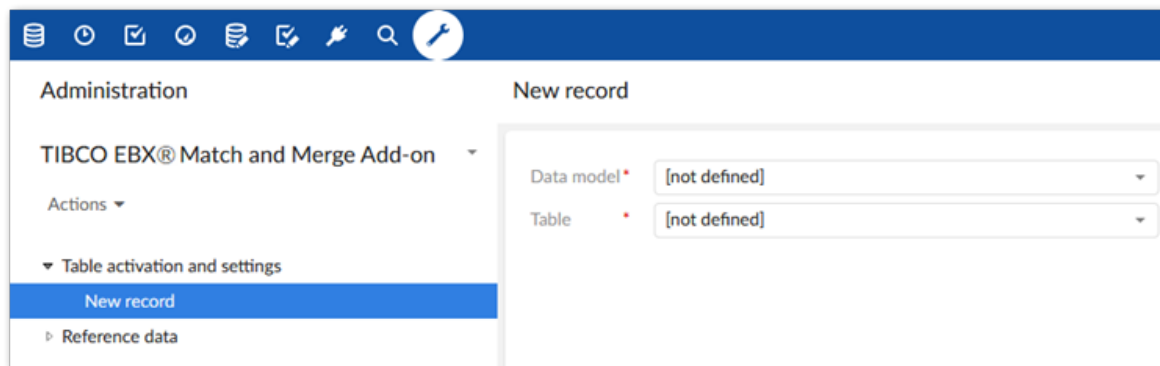 Administration
New record
TIBCO EBX® Match and Merge Add-on
Data model* [not defined]
Actions
Table * [not defined]
Table activation and settings
New record
Reference data